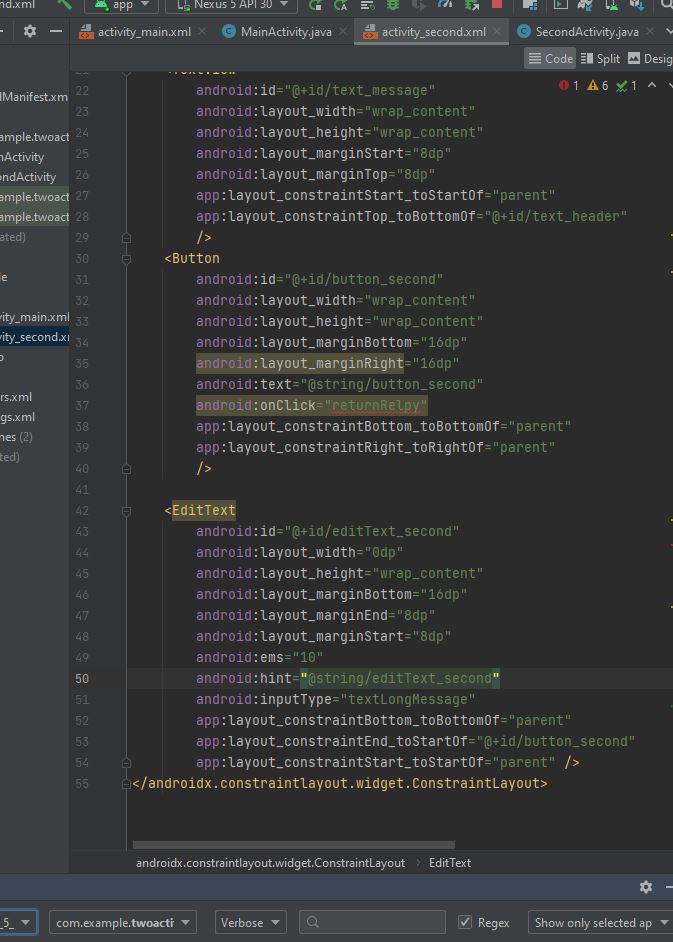 nd.xml
app
Nexus 5 API 30
activity_main.xml
MainActivity.java
activity_second.xml
SecondActivity.java
Code
Split
Desig
1
6
1
dManifest.xm
ample.twoact
nActivity
ondActivity
ample.twoact
ample.twoact
ated)
le
vity_main.xml
vity_second.xm
rs.xml
gs.xml
mes (2)
ted)
22 android:id="@+id/text_message"
23 android:layout_width="wrap_content"
24 android:layout_height="wrap_content"
25 android:layout_marginStart="8dp"
26 android:layout_marginTop="8dp"
27 app:layout_constraintStart_toStartOf="parent"
28 app:layout_constraintTop_toBottomOf="@+id/text_header"
29 />
30 <Button
31 android:id="@+id/button_second"
32 android:layout_width="wrap_content"
33 android:layout_height="wrap_content"
34 android:layout_marginBottom="16dp"
35 android:layout_marginRight="16dp"
36 android:text="@string/button_second"
37 android:onClick="returnRelpy"
38 app:layout_constraintBottom_toBottomOf="parent"
39 app:layout_constraintRight_toRightOf="parent"
40 />
41
42 <EditText
43 android:id="@+id/editText_second"
44 android:layout_width="0dp"
45 android:layout_height="wrap_content"
46 android:layout_marginBottom="16dp"
47 android:layout_marginEnd="8dp"
48 android:layout_marginStart="8dp"
49 android:ems="10"
50 android:hint="@string/editText_second"
51 android:inputType="textLongMessage"
52 app:layout_constraintBottom_toBottomOf="parent"
53 app:layout_constraintEnd_toStartOf="@+id/button_second"
54 app:layout_constraintStart_toStartOf="parent" />
55 </androidx.constraintlayout.widget.ConstraintLayout>
androidx.constraintlayout.widget.ConstraintLayout
EditText
_5_
com.example.twoacti
Verbose
Regex
Show only selected ap